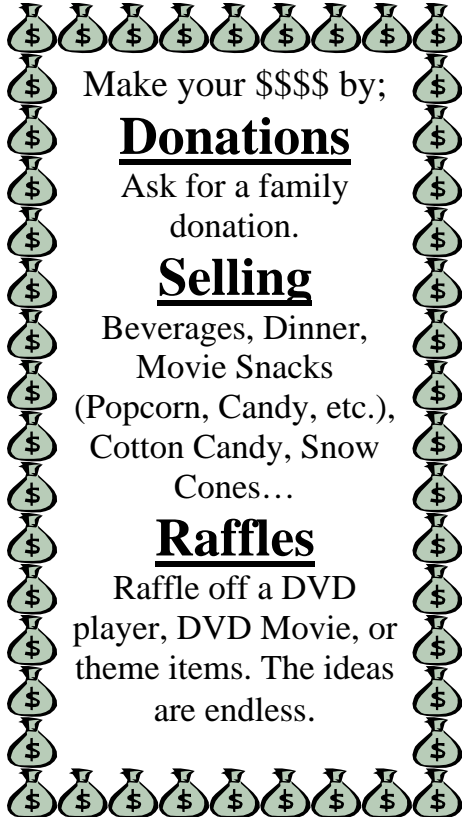 Make your $$$$ by;
Donations
Ask for a family
donation.
Selling
Beverages, Dinner,
Movie Snacks
(Popcorn, Candy, etc.),
Cotton Candy, Snow
Cones…
Raffles
Raffle off a DVD
player, DVD Movie, or
theme items. The ideas
are endless.